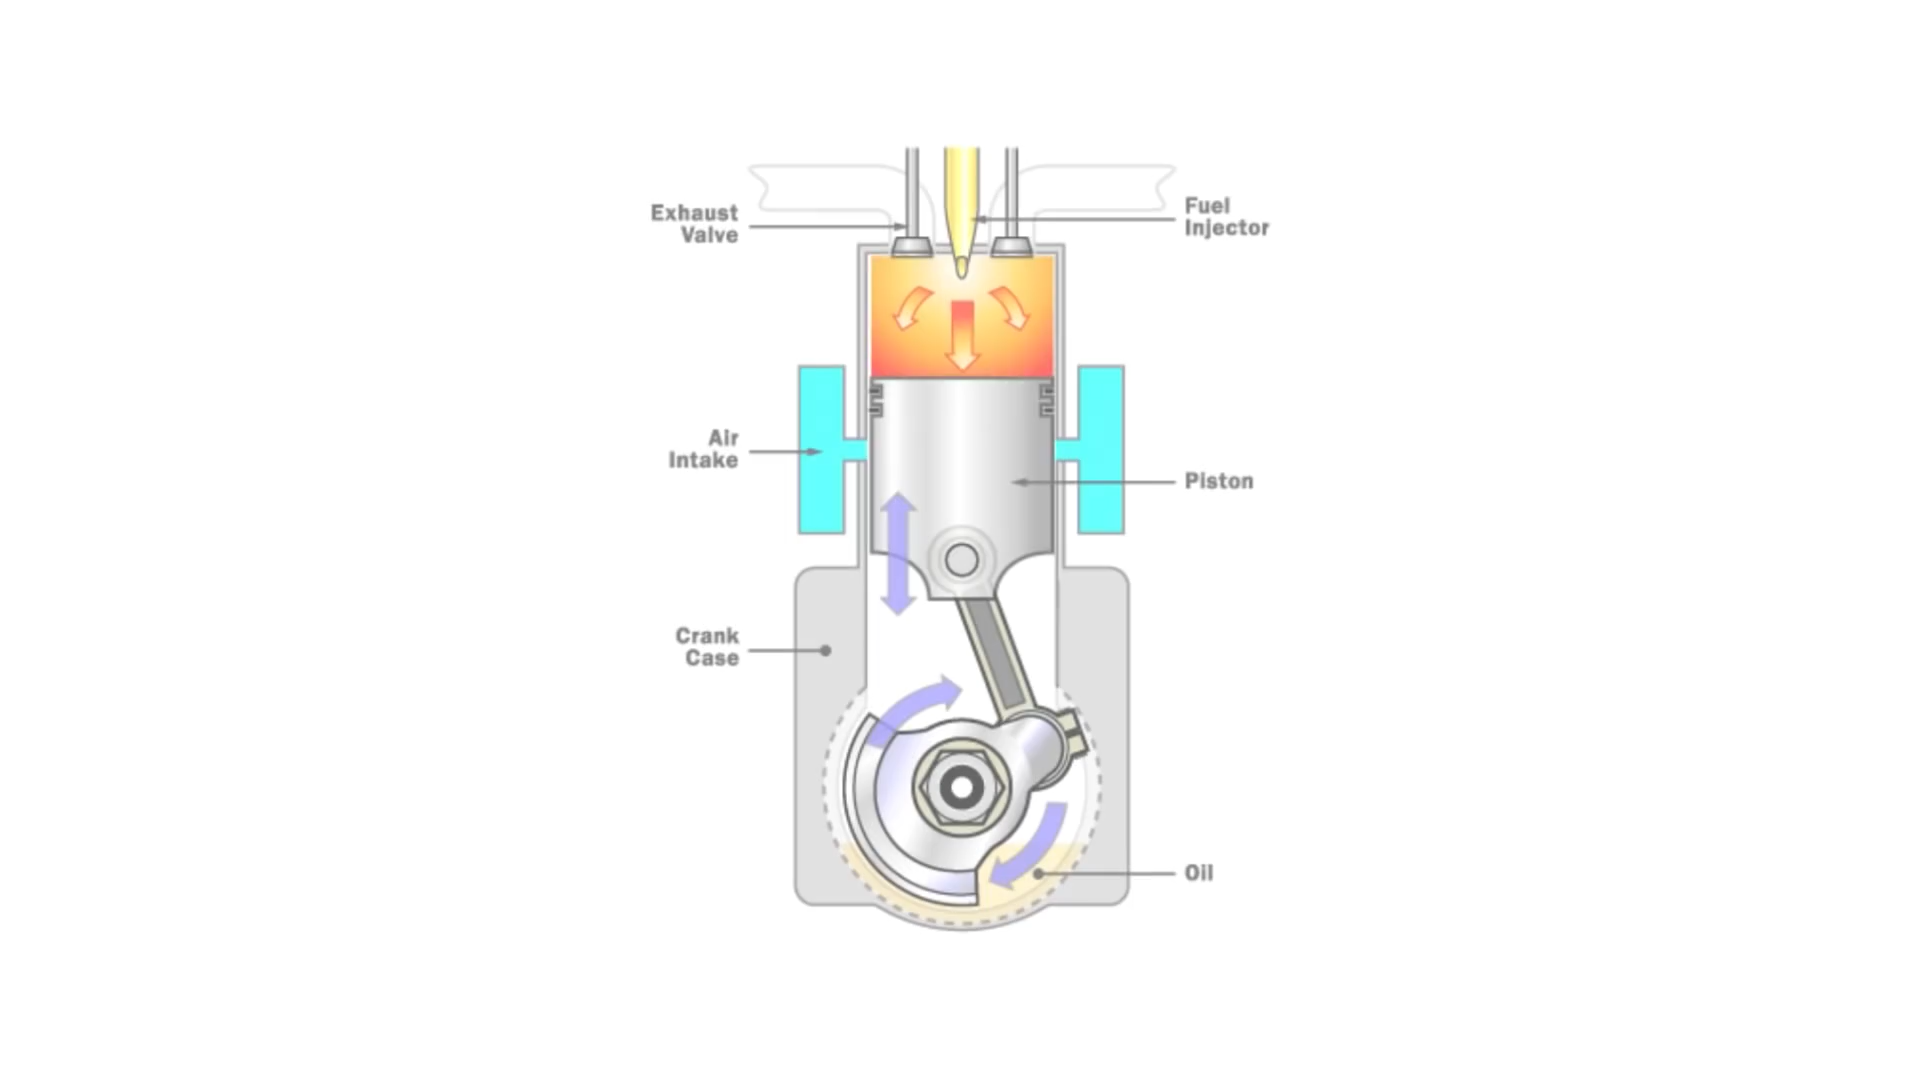 Exhaust
Valve
Fuel
Injector
Air
Intake
Piston
Crank
Case
Oil